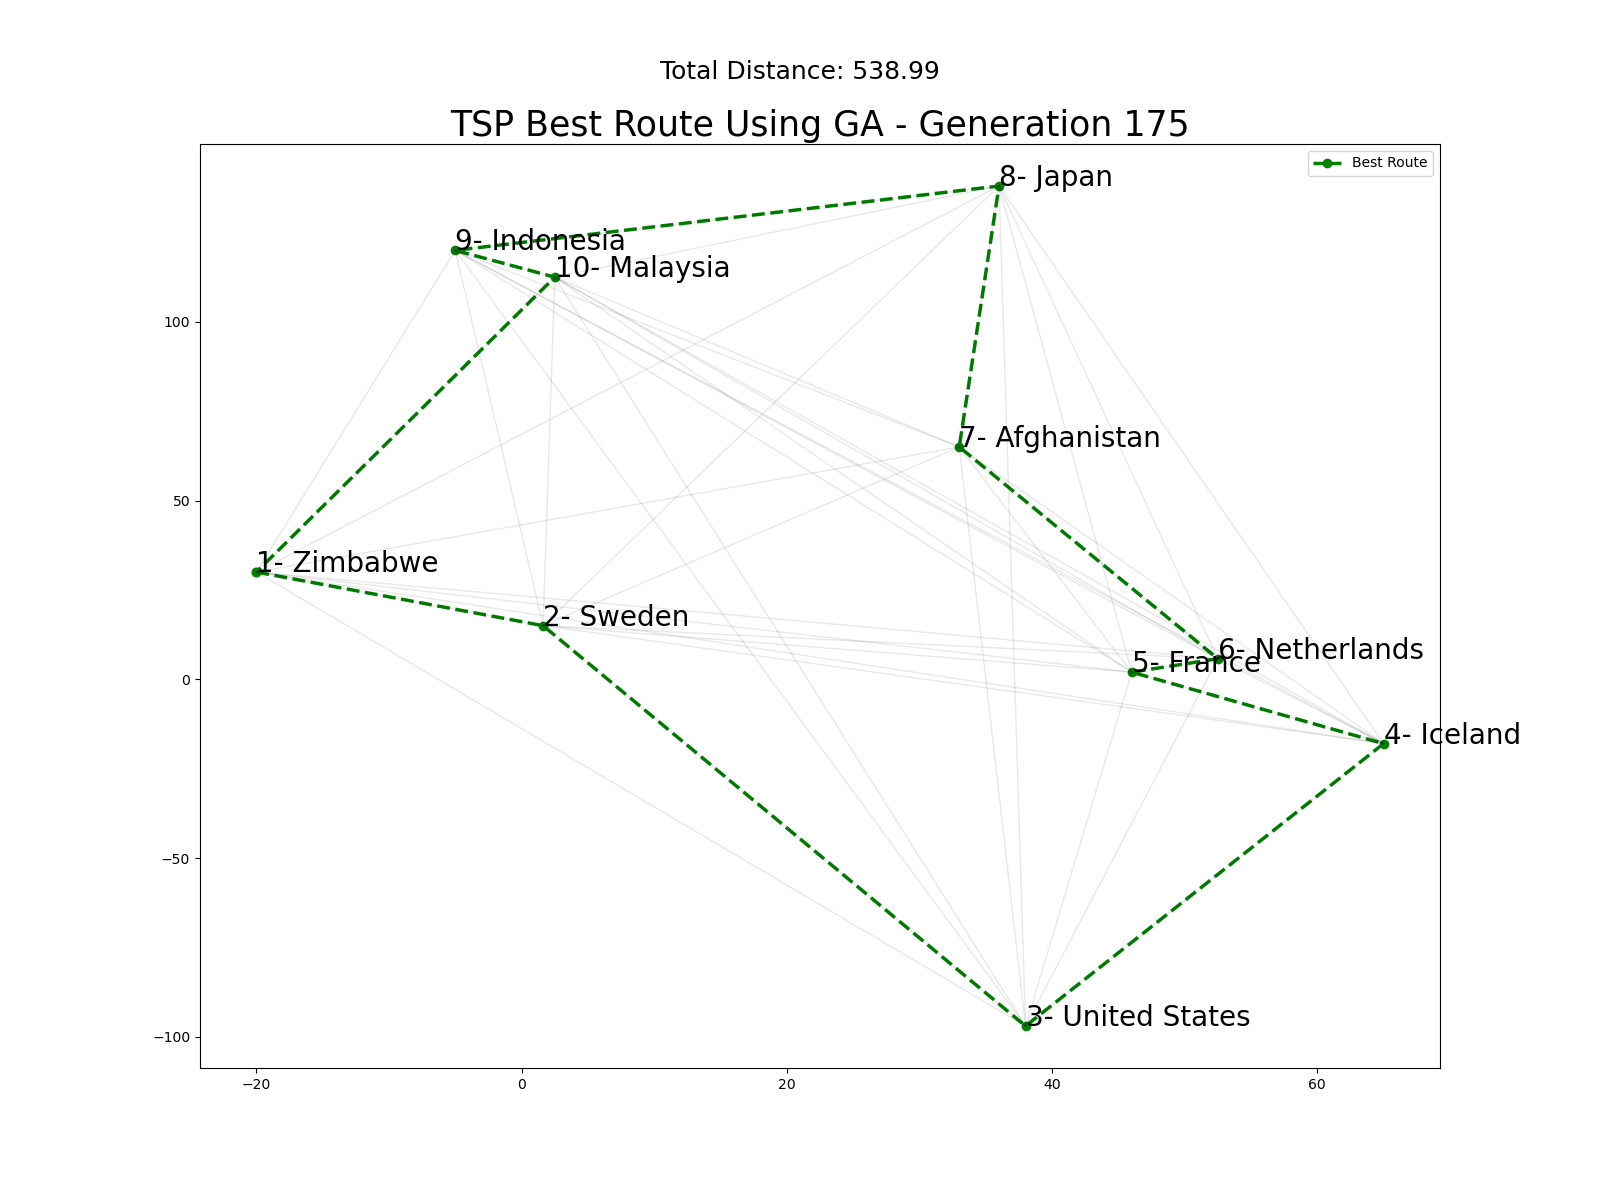 Total Distance: 538.99
TSP Best Route Using GA - Generation 175
Best Route
8- Japan
9- Indonesia
10- Malaysia
7- Afghanistan
1- Zimbabwe
2- Sweden
6- Netherlands
5- France
4- Iceland
3- United States
100
50
0
−50
−100
−20
0
20
40
60